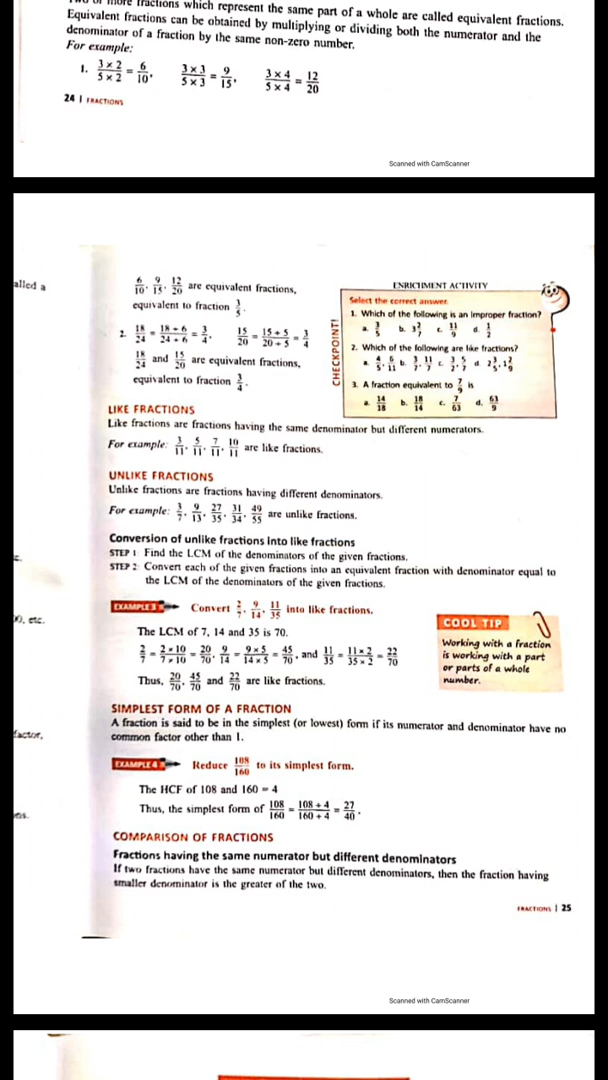 Two or more fractions which represent the same part of a whole are called equivalent fractions.
Equivalent fractions can be obtained by multiplying or dividing both the numerator and the
denominator of a fraction by the same non-zero number.
For example:
1. 3 × 2 / 5 × 2 = 6/10, 3 × 3 / 5 × 3 = 9/15, 3 × 4 / 5 × 4 = 12/20
24 | FRACTIONS
Scanned with CamScanner
alled a
6/10, 9/15, 12/20 are equivalent fractions,
equivalent to fraction 3/5.
2. 18/24 = 18 ÷ 6 / 24 ÷ 6 = 3/4, 15/20 = 15 ÷ 5 / 20 ÷ 5 = 3/4
18/24 and 15/20 are equivalent fractions,
equivalent to fraction 3/4.
CHECKPOINT!
ENRICHMENT ACTIVITY
Select the correct answer.
1. Which of the following is an improper fraction?
a. b. c. 11/9 d. 1/2
2. Which of the following are like fractions?
a. b. c. d.
3. A fraction equivalent to 7/9 is
a. 14/18 b. 18/14 c. 7/63 d. 63/9
LIKE FRACTIONS
Like fractions are fractions having the same denominator but different numerators.
For example: 3/11, 5/11, 7/11, 10/11 are like fractions.
UNLIKE FRACTIONS
Unlike fractions are fractions having different denominators.
For example: 3/7, 9/13, 27/35, 31/34, 49/55 are unlike fractions.
Conversion of unlike fractions into like fractions
STEP 1: Find the LCM of the denominators of the given fractions.
STEP 2: Convert each of the given fractions into an equivalent fraction with denominator equal to
the LCM of the denominators of the given fractions.
EXAMPLE 3 Convert 2/7, 9/14, 11/35 into like fractions.
The LCM of 7, 14 and 35 is 70.
2/7 = 2 × 10 / 7 × 10 = 20/70, 9/14 = 9 × 5 / 14 × 5 = 45/70, and 11/35 = 11 × 2 / 35 × 2 = 22/70
Thus, 20/70, 45/70 and 22/70 are like fractions.
00, etc.
COOL TIP
Working with a fraction
is working with a part
or parts of a whole
number.
SIMPLEST FORM OF A FRACTION
A fraction is said to be in the simplest (or lowest) form if its numerator and denominator have no
common factor other than 1.
factor,
EXAMPLE 4 Reduce 108/160 to its simplest form.
The HCF of 108 and 160 = 4
Thus, the simplest form of 108/160 = 108 ÷ 4 / 160 ÷ 4 = 27/40.
COMPARISON OF FRACTIONS
Fractions having the same numerator but different denominators
If two fractions have the same numerator but different denominators, then the fraction having
smaller denominator is the greater of the two.
FRACTIONS | 25
Scanned with CamScanner